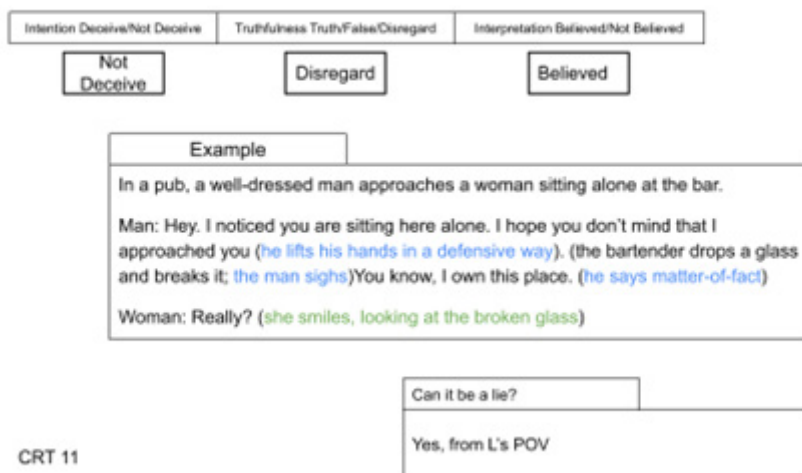 Intention Deceive/Not Deceive Truthfulness Truth/False/Disregard Interpretation Believed/Not Believed
Not
Deceive
Disregard
Believed
Example
In a pub, a well-dressed man approaches a woman sitting alone at the bar.
Man: Hey. I noticed you are sitting here alone. I hope you don't mind that I
approached you (he lifts his hands in a defensive way). (the bartender drops a glass
and breaks it; the man sighs)You know, I own this place. (he says matter-of-fact)
Woman: Really? (she smiles, looking at the broken glass)
Can it be a lie?
Yes, from L's POV
CRT 11